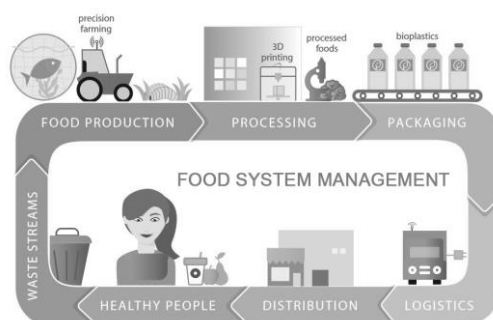 precision
farming
3D
printing
processed
foods
bioplastics
FOOD PRODUCTION
PROCESSING
PACKAGING
FOOD SYSTEM MANAGEMENT
WASTE STREAMS
HEALTHY PEOPLE
DISTRIBUTION
LOGISTICS